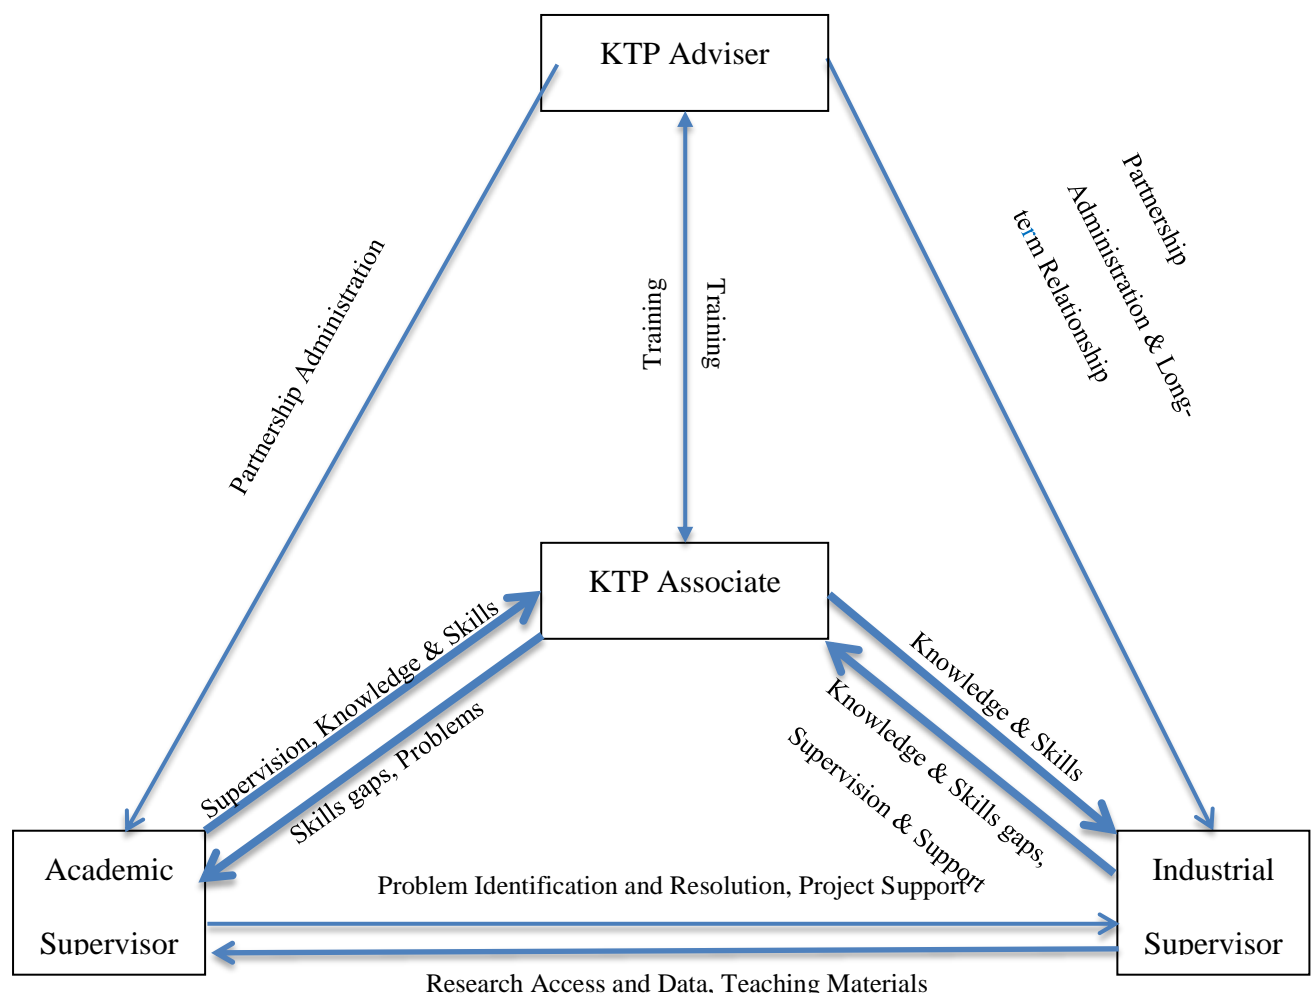 KTP Adviser
Partnership Administration
Training
Training
Partnership
Administration & Long-
term Relationship
KTP Associate
Supervision, Knowledge & Skills
Skills gaps, Problems
Knowledge & Skills
Knowledge & Skills gaps,
Supervision & Support
Academic
Supervisor
Problem Identification and Resolution, Project Support
Industrial
Supervisor
Research Access and Data, Teaching Materials